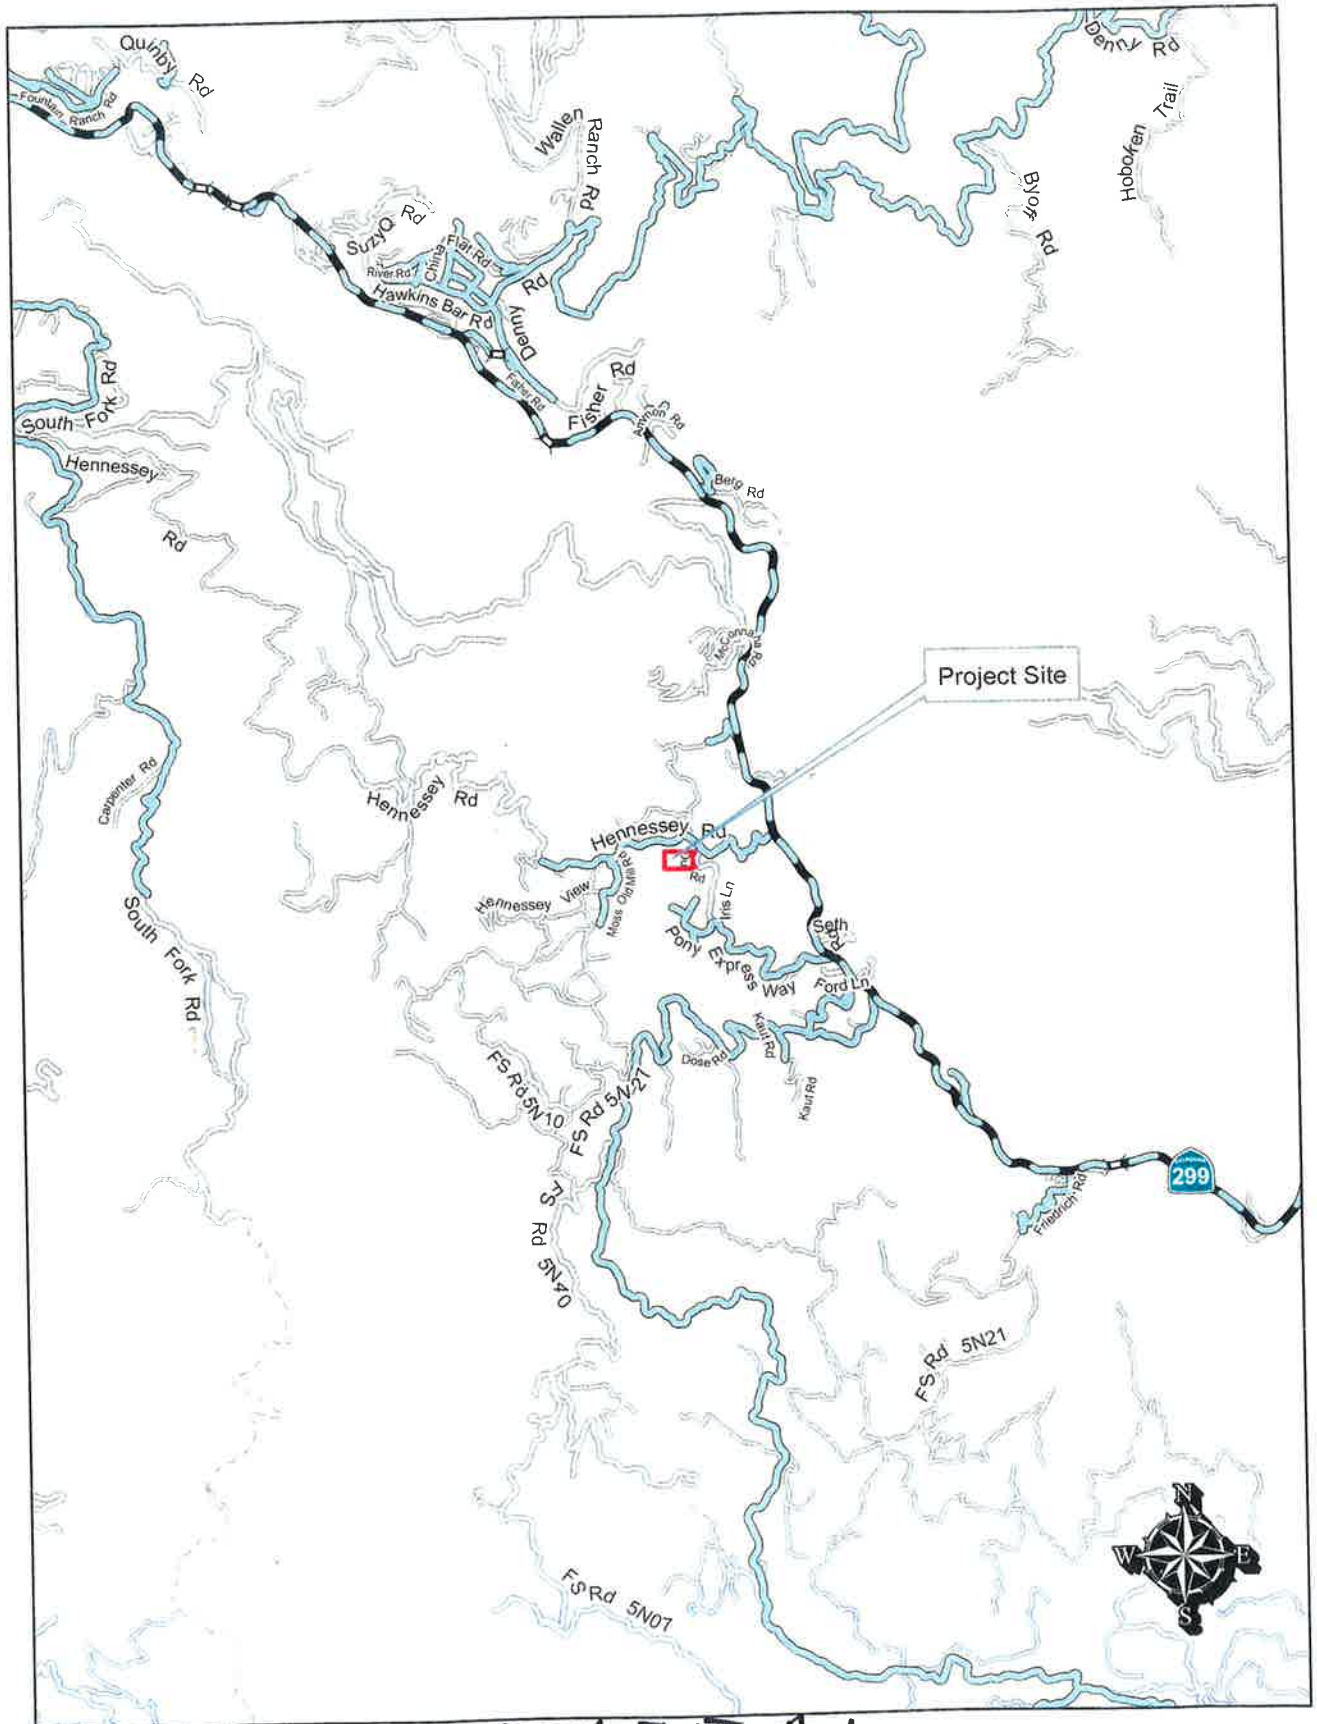 Quinby Rd
Fountain Ranch Rd
Denny Rd
Hoboken Trail
Wallen Ranch Rd
Byoff Rd
SuzyQ Rd
River Rd
China Flat Rd
Hawkins Bar Rd
Denny Rd
Fisher Rd
Fisher Rd
Ammon Rd
South Fork Rd
Hennessey Rd
Berg Rd
McConnaha Rd
Project Site
Carpenter Rd
Hennessey Rd
Hennessey Rd
Rd
Moss Old Mill Rd
Hennessey View
Iris Ln
Seth Rd
Pony Express Way
Ford Ln
South Fork Rd
Kaut Rd
Dose Rd
Kaut Rd
FS Rd 5N10
FS Rd 5N21
FS Rd 5N40
299
Friedrich Rd
FS Rd 5N21
FS Rd 5N07
N
W
E
S